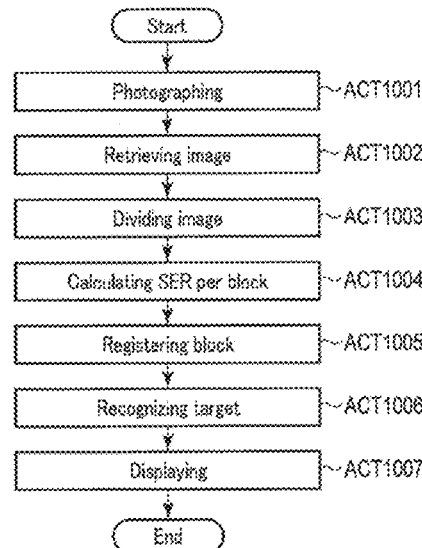 Start
Photographing
ACT1001
Retrieving image
ACT1002
Dividing image
ACT1003
Calculating SER per block
ACT1004
Registering block
ACT1005
Recognizing target
ACT1006
Displaying
ACT1007
End